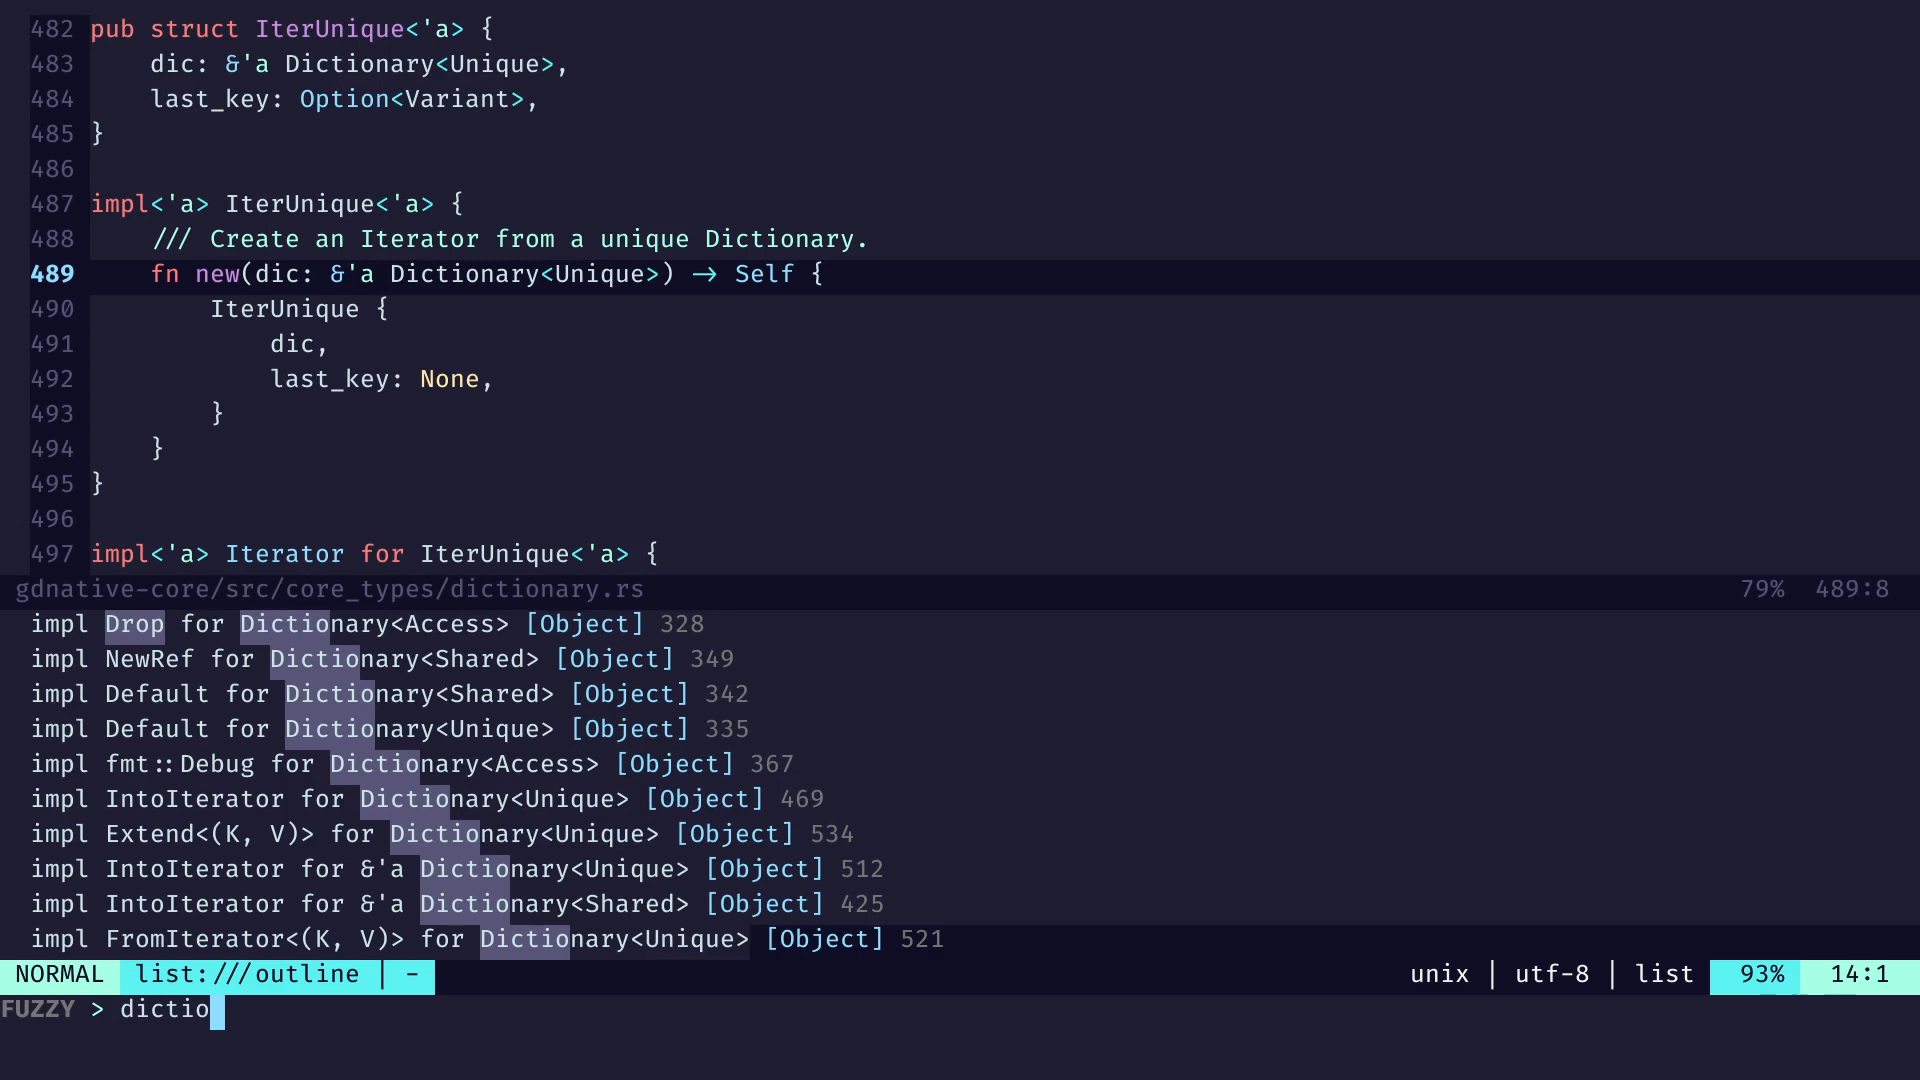 482 pub struct IterUnique<'a> {
483     dic: &'a Dictionary<Unique>,
484     last_key: Option<Variant>,
485 }
486
487 impl<'a> IterUnique<'a> {
488     /// Create an Iterator from a unique Dictionary.
489     fn new(dic: &'a Dictionary<Unique>) -> Self {
490         IterUnique {
491             dic,
492             last_key: None,
493         }
494     }
495 }
496
497 impl<'a> Iterator for IterUnique<'a> {
gdnative-core/src/core_types/dictionary.rs 79% 489:8
impl Drop for Dictionary<Access> [Object] 328
impl NewRef for Dictionary<Shared> [Object] 349
impl Default for Dictionary<Shared> [Object] 342
impl Default for Dictionary<Unique> [Object] 335
impl fmt::Debug for Dictionary<Access> [Object] 367
impl IntoIterator for Dictionary<Unique> [Object] 469
impl Extend<(K, V)> for Dictionary<Unique> [Object] 534
impl IntoIterator for &'a Dictionary<Unique> [Object] 512
impl IntoIterator for &'a Dictionary<Shared> [Object] 425
impl FromIterator<(K, V)> for Dictionary<Unique> [Object] 521
NORMAL list:///outline | - unix | utf-8 | list 93% 14:1
FUZZY > dictio